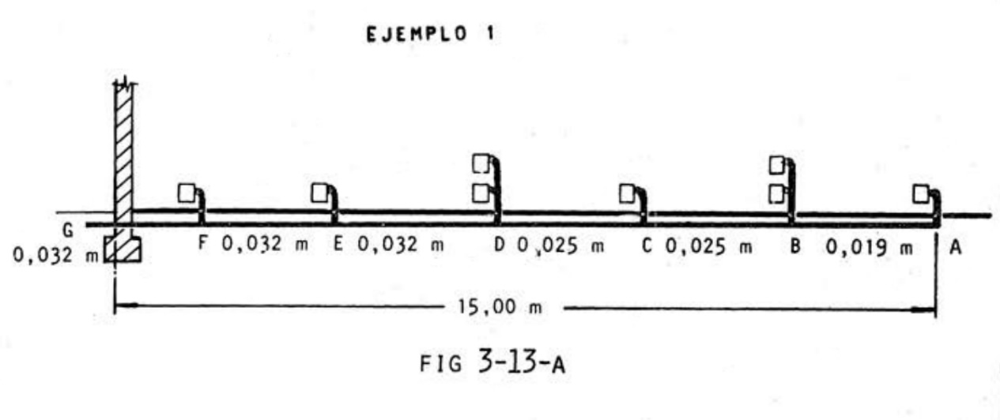 EJEMPLO 1
G
0,032 m
F 0,032 m E 0,032 m D 0,025 m C 0,025 m B 0,019 m A
15,00 m
FIG 3-13-A